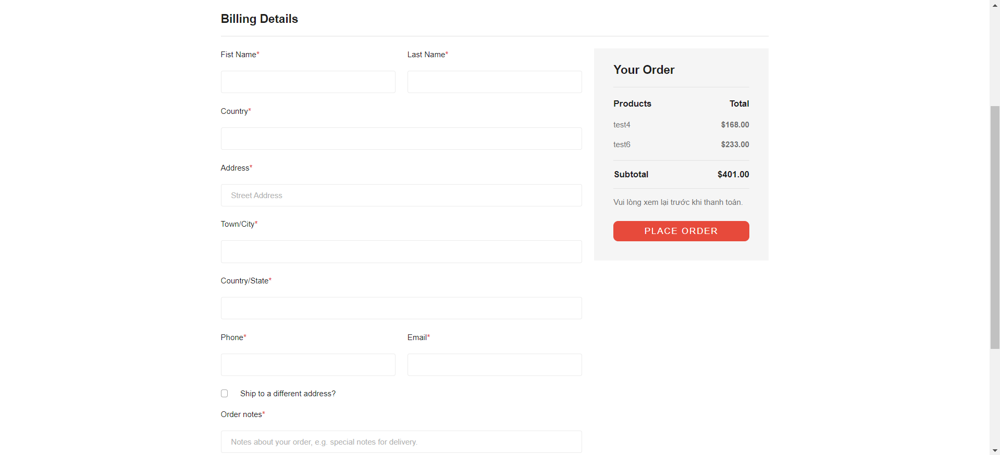 Billing Details
Fist Name*
Last Name*
Country*
Address*
Street Address
Town/City*
Country/State*
Phone*
Email*
Ship to a different address?
Order notes*
Notes about your order, e.g. special notes for delivery.
Your Order
Products Total
test4 $168.00
test6 $233.00
Subtotal $401.00
Vui lòng xem lại trước khi thanh toán.
PLACE ORDER